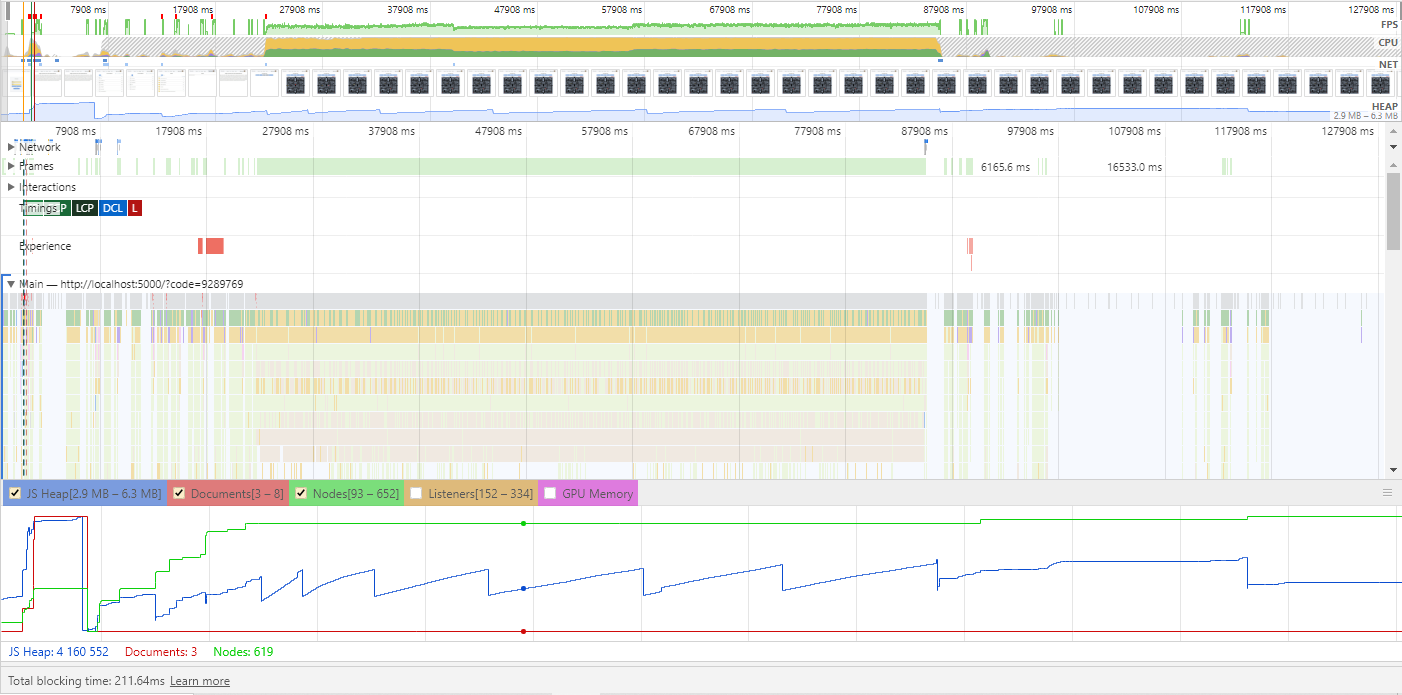 7908 ms 17908 ms 27908 ms 37908 ms 47908 ms 57908 ms 67908 ms 77908 ms 87908 ms 97908 ms 107908 ms 117908 ms 127908 ms
FPS
CPU
NET
HEAP
2.9 MB – 6.3 MB
7908 ms 17908 ms 27908 ms 37908 ms 47908 ms 57908 ms 67908 ms 77908 ms 87908 ms 97908 ms 107908 ms 117908 ms 127908 ms
Network
Frames 6165.6 ms 16533.0 ms
Interactions
Timings P LCP DCL L
Experience
Main — http://localhost:5000/?code=9289769
JS Heap[2.9 MB – 6.3 MB] Documents[3 – 8] Nodes[93 – 652] Listeners[152 – 334] GPU Memory
JS Heap: 4 160 552 Documents: 3 Nodes: 619
Total blocking time: 211.64ms Learn more